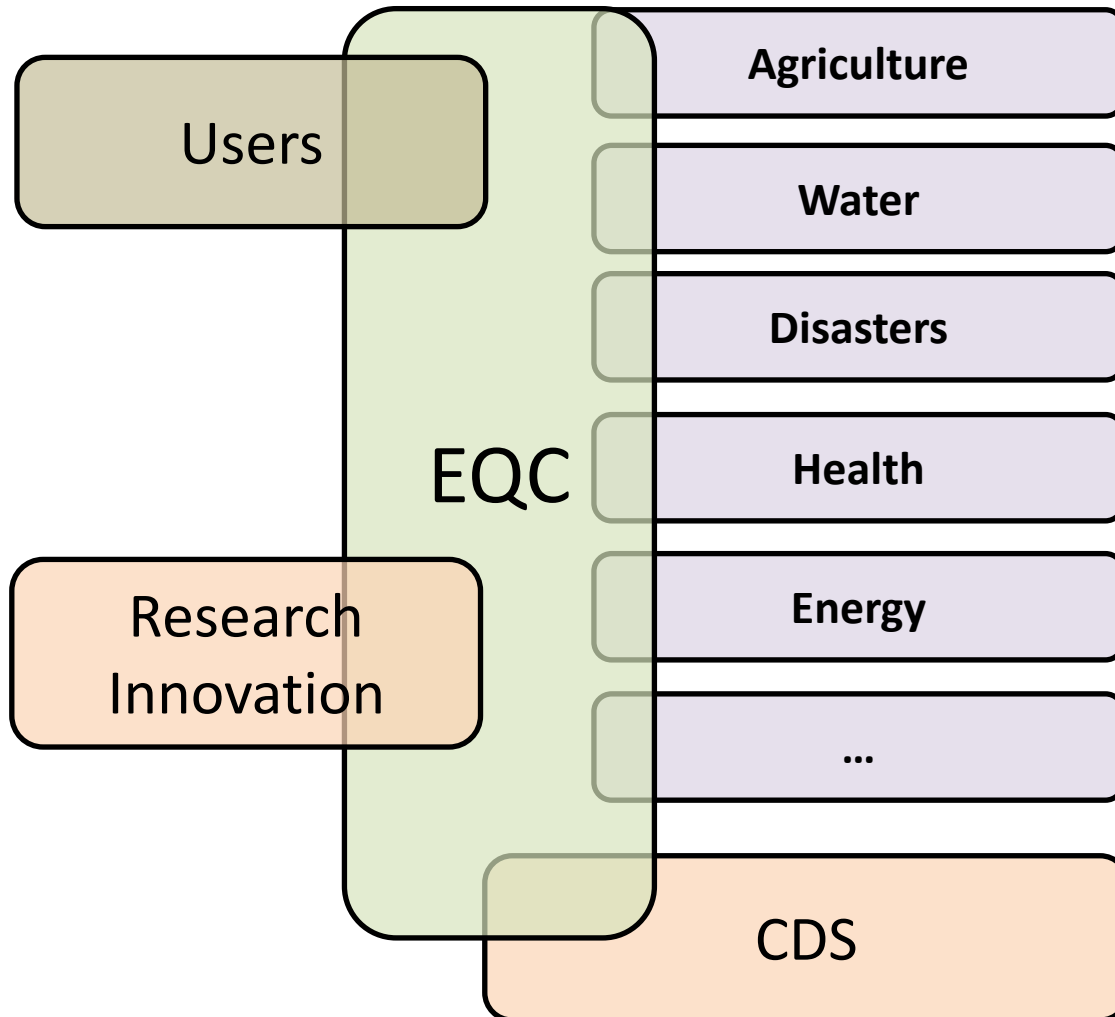 Users
Research
Innovation
EQC
Agriculture
Water
Disasters
Health
Energy
...
CDS